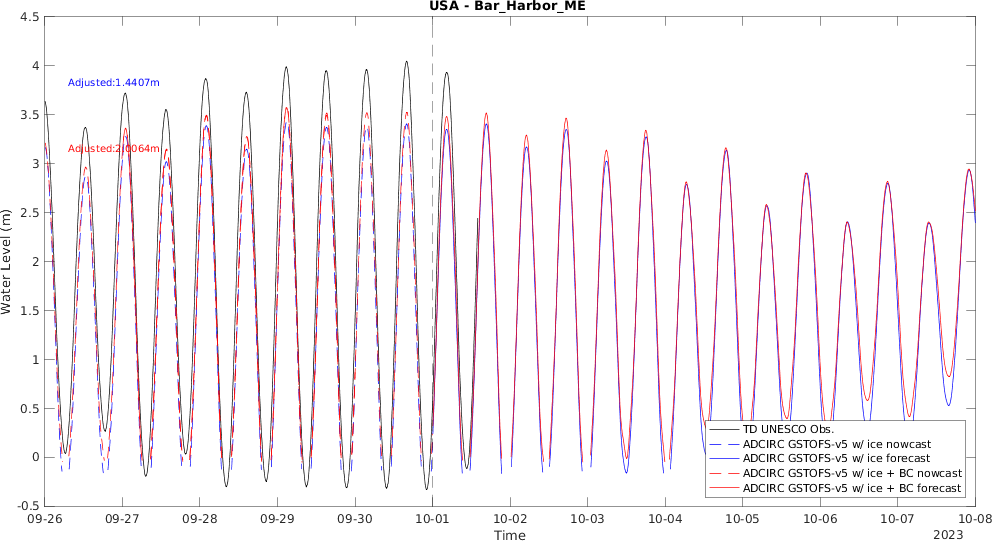 USA - Bar_Harbor_ME
4.5
4
3.5
3
2.5
2
1.5
1
0.5
0
-0.5
Water Level (m)
Adjusted:1.4407m
Adjusted:2.0064m
TD UNESCO Obs.
ADCIRC GSTOFS-v5 w/ ice nowcast
ADCIRC GSTOFS-v5 w/ ice forecast
ADCIRC GSTOFS-v5 w/ ice + BC nowcast
ADCIRC GSTOFS-v5 w/ ice + BC forecast
09-26 09-27 09-28 09-29 09-30 10-01 10-02 10-03 10-04 10-05 10-06 10-07 10-08
Time
2023